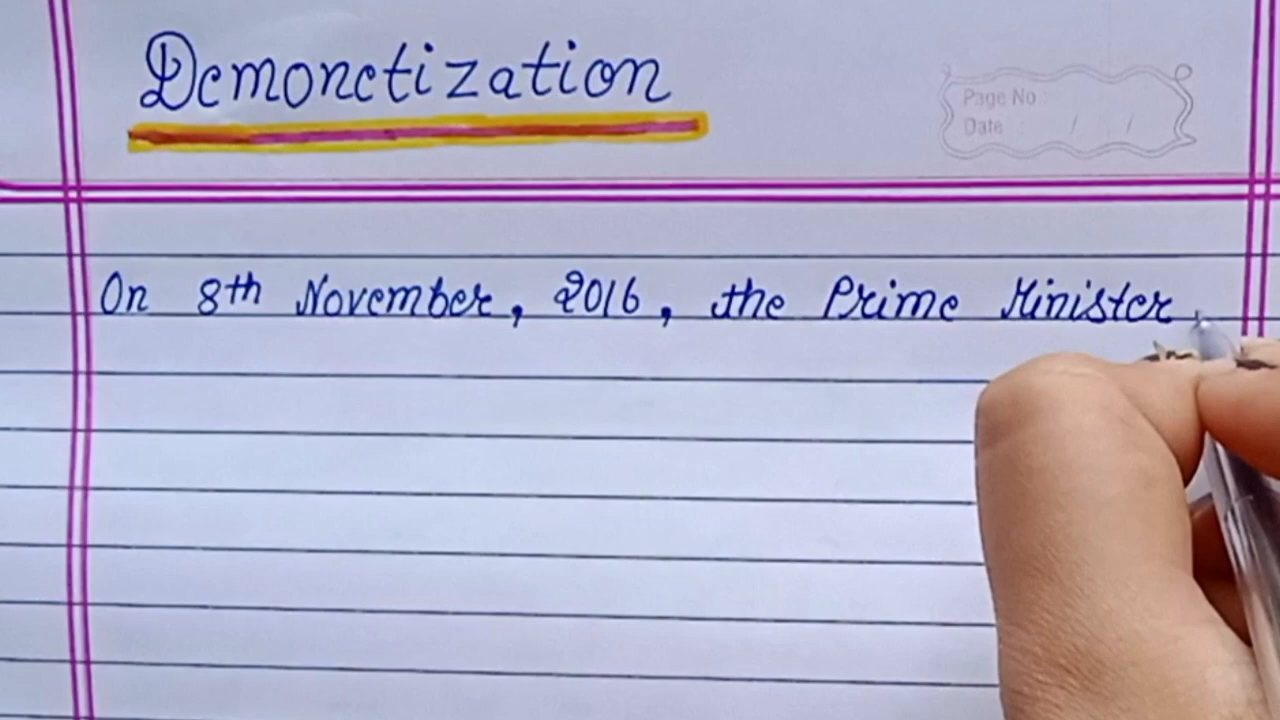 Demonetization
Page No :
Date : / /
On 8th November, 2016, the Prime Minister